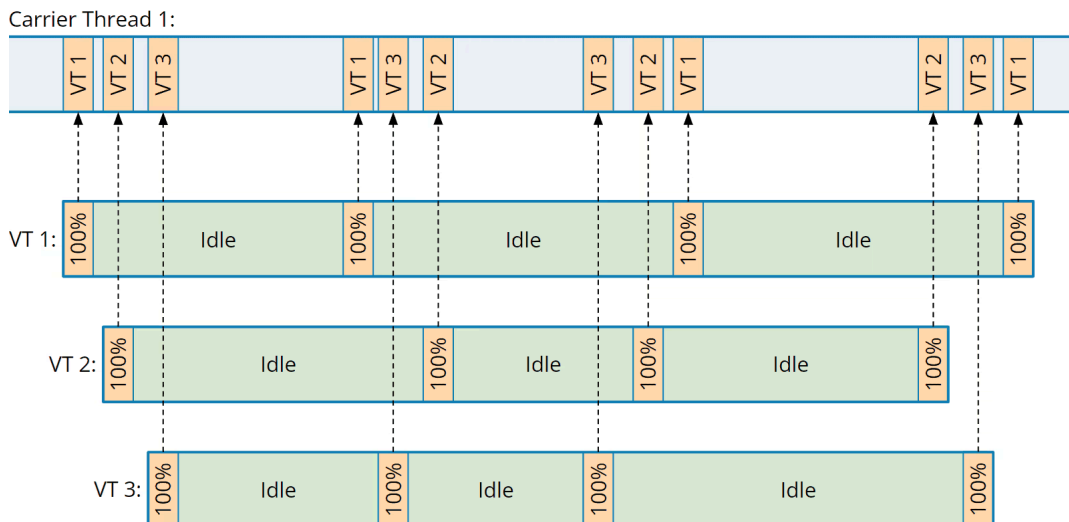 Carrier Thread 1:
VT 1 VT 2 VT 3 VT 1 VT 3 VT 2 VT 3 VT 2 VT 1 VT 2 VT 3 VT 1
VT 1: 100% Idle 100% Idle 100% Idle 100%
VT 2: 100% Idle 100% Idle 100% Idle 100%
VT 3: 100% Idle 100% Idle 100% Idle 100%